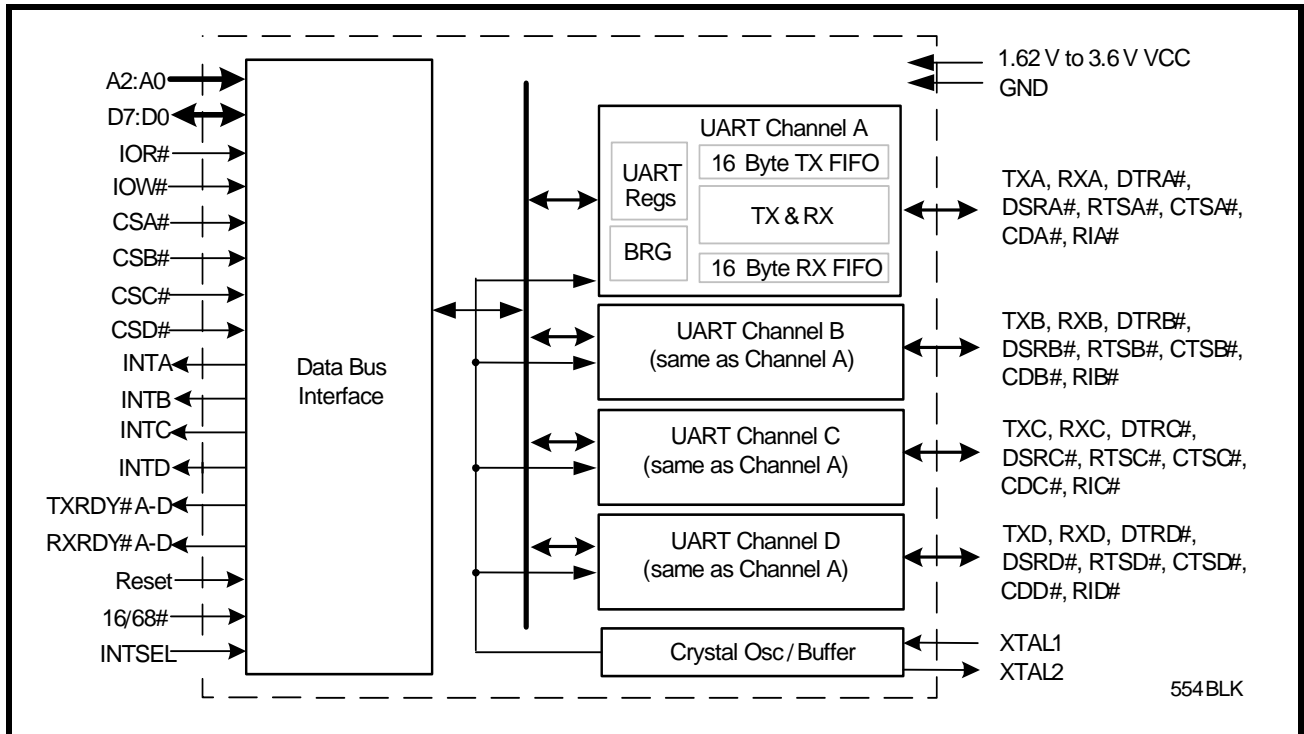 A2:A0
D7:D0
IOR#
IOW#
CSA#
CSB#
CSC#
CSD#
INTA
INTB
INTC
INTD
TXRDY# A-D
RXRDY# A-D
Reset
16/68#
INTSEL
Data Bus
Interface
UART Channel A
UART
Regs
BRG
16 Byte TX FIFO
TX & RX
16 Byte RX FIFO
UART Channel B
(same as Channel A)
UART Channel C
(same as Channel A)
UART Channel D
(same as Channel A)
Crystal Osc / Buffer
1.62 V to 3.6 V VCC
GND
TXA, RXA, DTRA#,
DSRA#, RTSA#, CTSA#,
CDA#, RIA#
TXB, RXB, DTRB#,
DSRB#, RTSB#, CTSB#,
CDB#, RIB#
TXC, RXC, DTRC#,
DSRC#, RTSC#, CTSC#,
CDC#, RIC#
TXD, RXD, DTRD#,
DSRD#, RTSD#, CTSD#,
CDD#, RID#
XTAL1
XTAL2
554 BLK